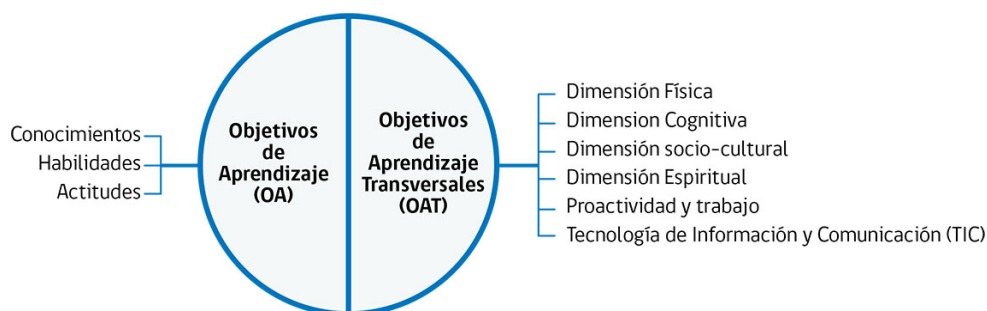 Conocimientos
Habilidades
Actitudes
Objetivos
de
Aprendizaje
(OA)
Objetivos
de
Aprendizaje
Transversales
(OAT)
Dimensión Física
Dimension Cognitiva
Dimensión socio-cultural
Dimensión Espiritual
Proactividad y trabajo
Tecnología de Información y Comunicación (TIC)